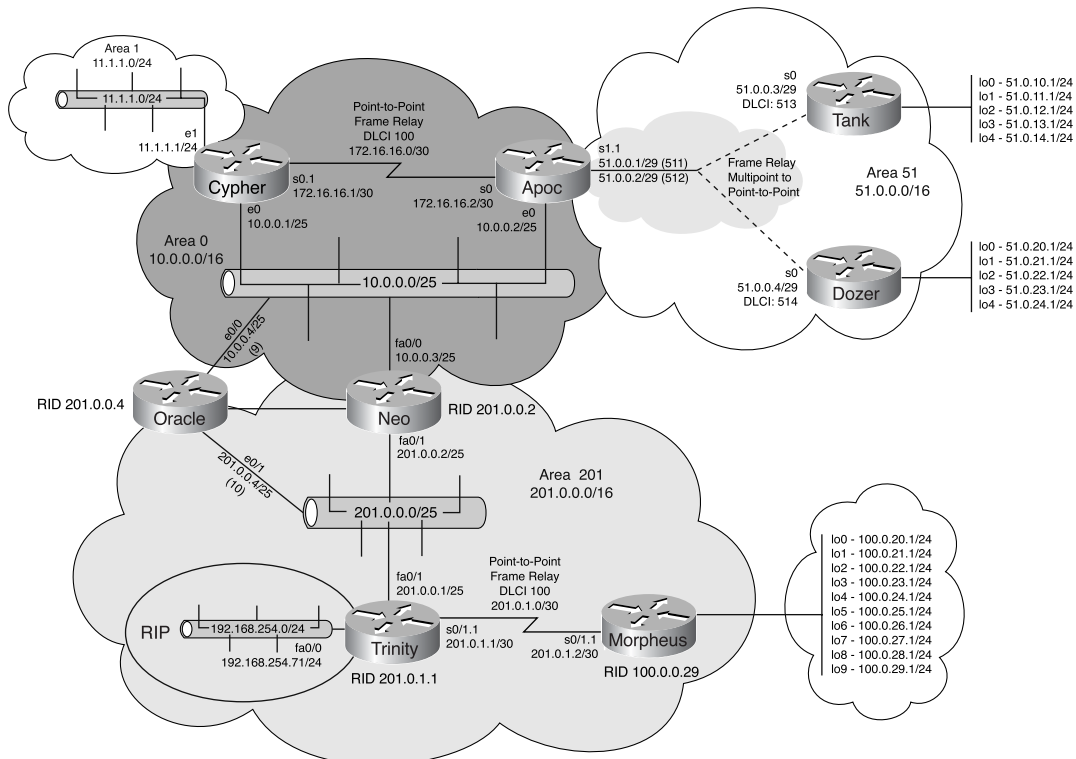 Area 1
11.1.1.0/24
11.1.1.0/24
e1
11.1.1.1/24
Cypher
s0.1
172.16.16.1/30
e0
10.0.0.1/25
Point-to-Point
Frame Relay
DLCI 100
172.16.16.0/30
Apoc
s0
172.16.16.2/30
e0
10.0.0.2/25
s1.1
51.0.0.1/29 (511)
51.0.0.2/29 (512)
Frame Relay
Multipoint to
Point-to-Point
s0
51.0.0.3/29
DLCI: 513
Tank
lo0 - 51.0.10.1/24
lo1 - 51.0.11.1/24
lo2 - 51.0.12.1/24
lo3 - 51.0.13.1/24
lo4 - 51.0.14.1/24
Area 51
51.0.0.0/16
s0
51.0.0.4/29
DLCI: 514
Dozer
lo0 - 51.0.20.1/24
lo1 - 51.0.21.1/24
lo2 - 51.0.22.1/24
lo3 - 51.0.23.1/24
lo4 - 51.0.24.1/24
Area 0
10.0.0.0/16
10.0.0.0/25
e0/0
10.0.0.4/25
(9)
fa0/0
10.0.0.3/25
RID 201.0.0.4
Oracle
Neo
RID 201.0.0.2
fa0/1
201.0.0.2/25
e0/1
201.0.0.4/25
(10)
Area 201
201.0.0.0/16
201.0.0.0/25
fa0/1
201.0.0.1/25
Point-to-Point
Frame Relay
DLCI 100
201.0.1.0/30
RIP
192.168.254.0/24
fa0/0
192.168.254.71/24
Trinity
s0/1.1
201.0.1.1/30
RID 201.0.1.1
s0/1.1
201.0.1.2/30
Morpheus
RID 100.0.0.29
lo0 - 100.0.20.1/24
lo1 - 100.0.21.1/24
lo2 - 100.0.22.1/24
lo3 - 100.0.23.1/24
lo4 - 100.0.24.1/24
lo5 - 100.0.25.1/24
lo6 - 100.0.26.1/24
lo7 - 100.0.27.1/24
lo8 - 100.0.28.1/24
lo9 - 100.0.29.1/24